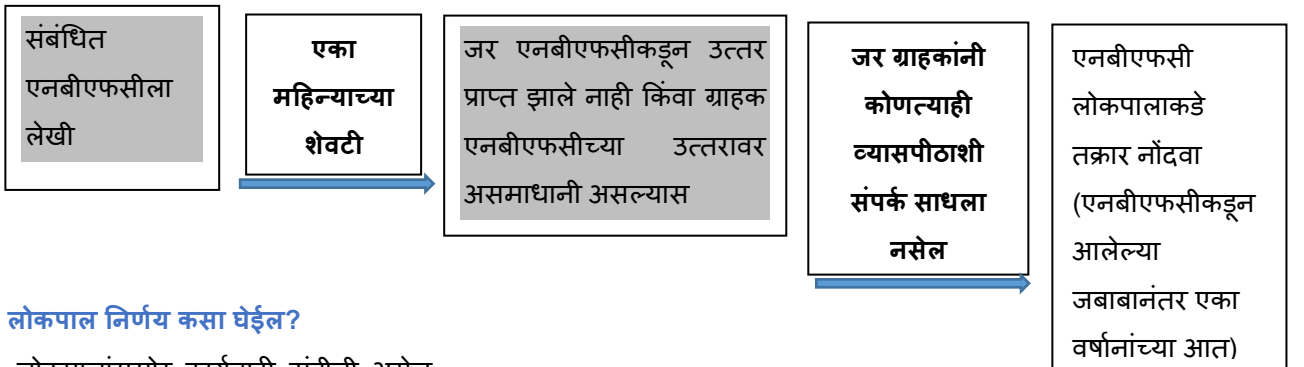 संबंधित
एनबीएफसीला
लेखी
एका
महिन्याच्या
शेवटी
जर एनबीएफसीकडून उत्तर
प्राप्त झाले नाही किंवा ग्राहक
एनबीएफसीच्या उत्तरावर
असमाधानी असल्यास
जर ग्राहकांनी
कोणत्याही
व्यासपीठाशी
संपर्क साधला
नसेल
एनबीएफसी
लोकपालाकडे
तक्रार नोंदवा
(एनबीएफसीकडून
आलेल्या
जबाबानंतर एका
वर्षानांच्या आत)
लोकपाल निर्णय कसा घेईल?